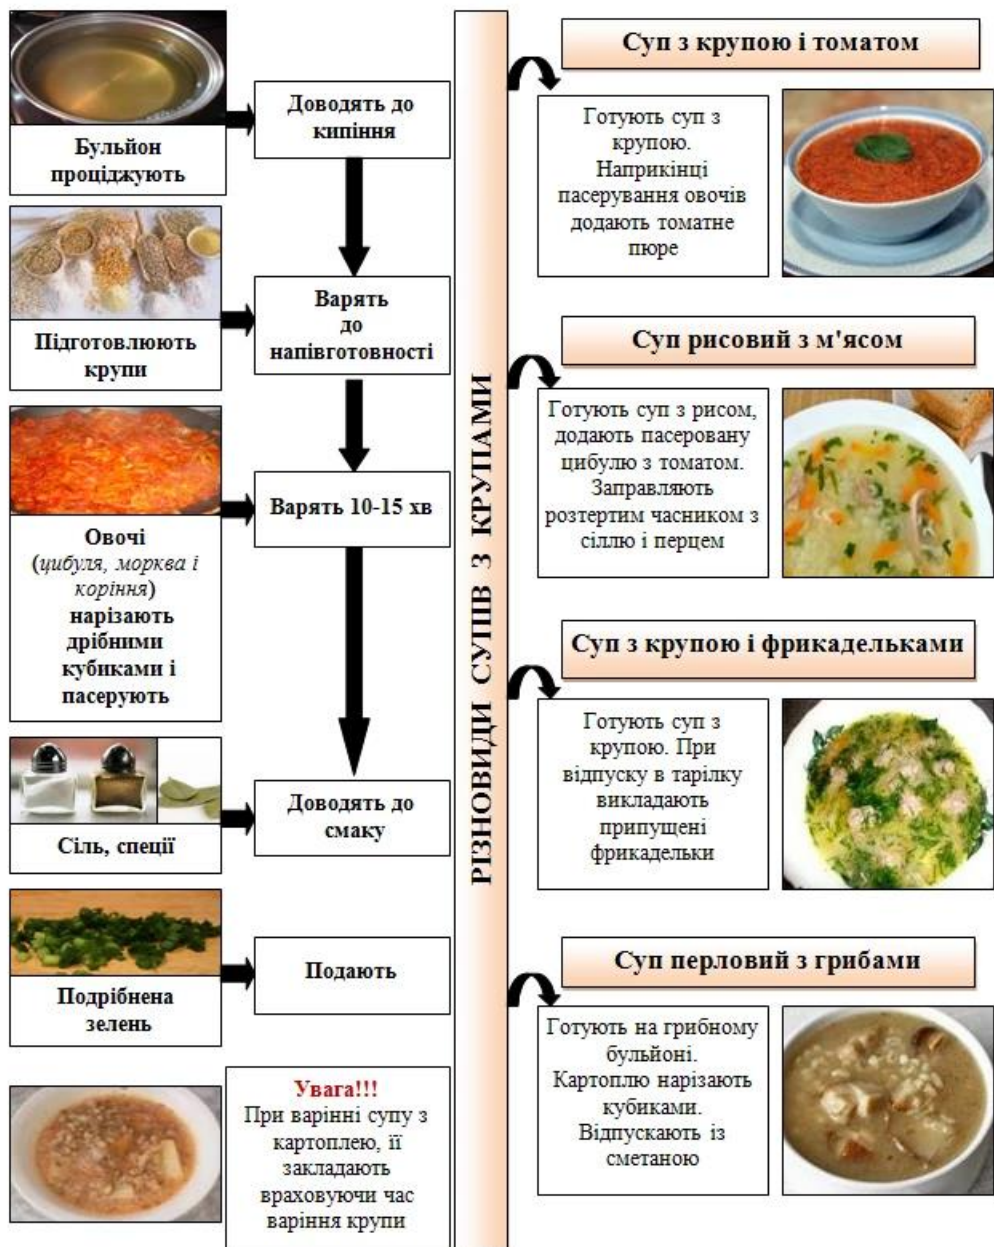 Бульйон
проціджують
Доводять до
кипіння
Підготовлюють
крупи
Варять
до
напівготовності
Овочі
(цибуля, морква і
коріння)
нарізають
дрібними
кубиками і
пасерують
Варять 10-15 хв
Сіль, спеції
Доводять до
смаку
Подрібнена
зелень
Подають
Увага!!!
При варінні супу з
картоплею, її
закладають
враховуючи час
варіння крупи
РІЗНОВИДИ СУПІВ З КРУПАМИ
Суп з крупою і томатом
Готують суп з
крупою.
Наприкінці
пасерування овочів
додають томатне
пюре
Суп рисовий з м'ясом
Готують суп з рисом,
додають пасеровану
цибулю з томатом.
Заправляють
розтертим часником з
сіллю і перцем
Суп з крупою і фрикадельками
Готують суп з
крупою. При
відпуску в тарілку
викладають
припущені
фрикадельки
Суп перловий з грибами
Готують на грибному
бульйоні.
Картоплю нарізають
кубиками.
Відпускають із
сметаною